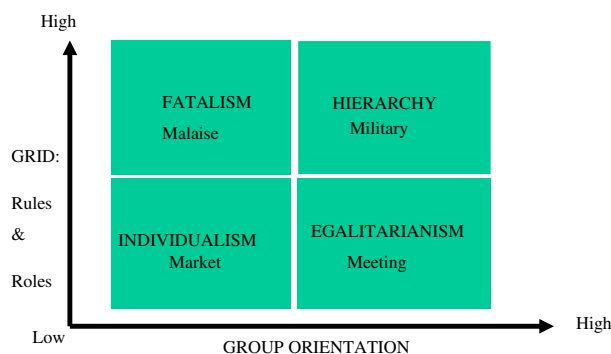 High
FATALISM
Malaise
HIERARCHY
Military
GRID:
Rules
&
Roles
INDIVIDUALISM
Market
EGALITARIANISM
Meeting
Low
GROUP ORIENTATION
High